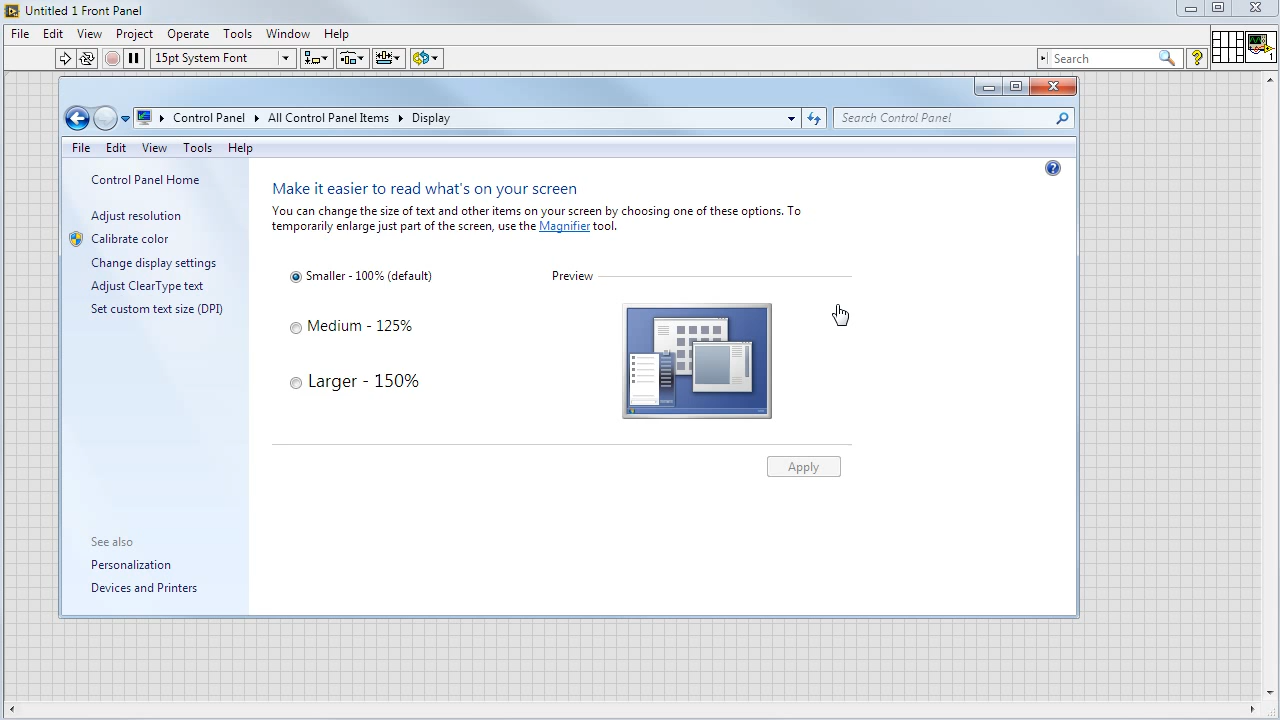 Untitled 1 Front Panel
File Edit View Project Operate Tools Window Help
15pt System Font
Search
?
1
Control Panel All Control Panel Items Display
Search Control Panel
File Edit View Tools Help
Control Panel Home
Adjust resolution
Calibrate color
Change display settings
Adjust ClearType text
Set custom text size (DPI)
See also
Personalization
Devices and Printers
?
Make it easier to read what's on your screen
You can change the size of text and other items on your screen by choosing one of these options. To
temporarily enlarge just part of the screen, use the Magnifier tool.
Smaller - 100% (default)
Medium - 125%
Larger - 150%
Preview
Apply